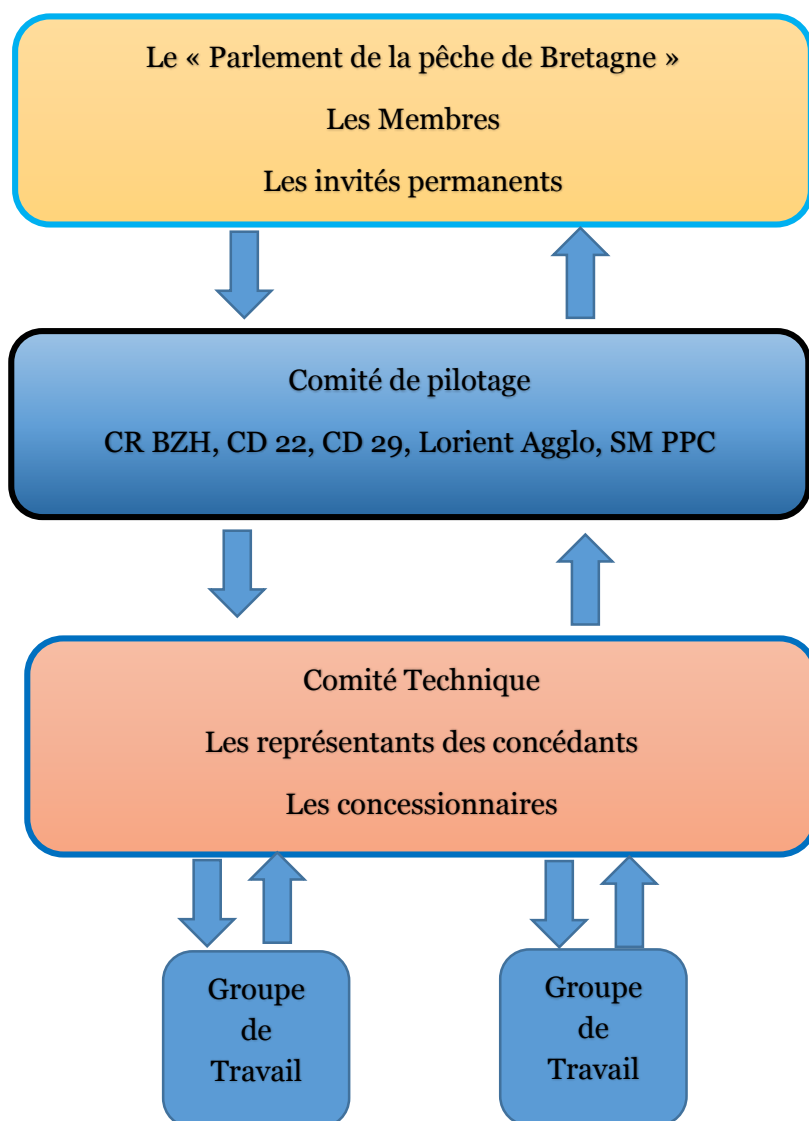 Le « Parlement de la pêche de Bretagne »
Les Membres
Les invités permanents
Comité de pilotage
CR BZH, CD 22, CD 29, Lorient Agglo, SM PPC
Comité Technique
Les représentants des concédants
Les concessionnaires
Groupe
de
Travail
Groupe
de
Travail